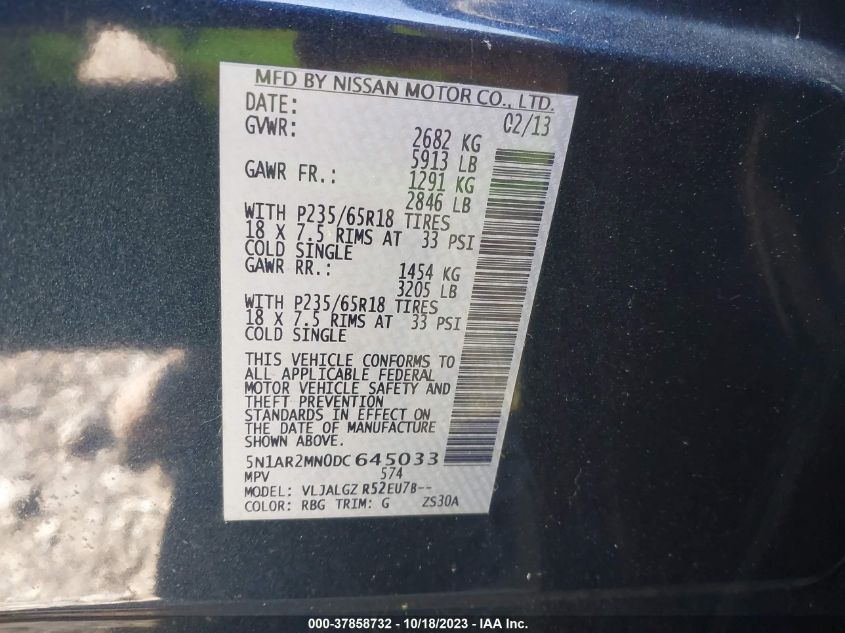 MFD BY NISSAN MOTOR CO., LTD.
DATE: 02/13
GVWR: 2682 KG
5913 LB
GAWR FR.: 1291 KG
2846 LB
WITH P235/65R18 TIRES
18 X 7.5 RIMS AT 33 PSI
COLD SINGLE
GAWR RR.: 1454 KG
3205 LB
WITH P235/65R18 TIRES
18 X 7.5 RIMS AT 33 PSI
COLD SINGLE
THIS VEHICLE CONFORMS TO
ALL APPLICABLE FEDERAL
MOTOR VEHICLE SAFETY AND
THEFT PREVENTION
STANDARDS IN EFFECT ON
THE DATE OF MANUFACTURE
SHOWN ABOVE.
5N1AR2MN0DC 645033
MPV 574
MODEL: VLJALGZ R52EU7B--
COLOR: RBG TRIM: G ZS30A
000-37858732 - 10/18/2023 - IAA Inc.